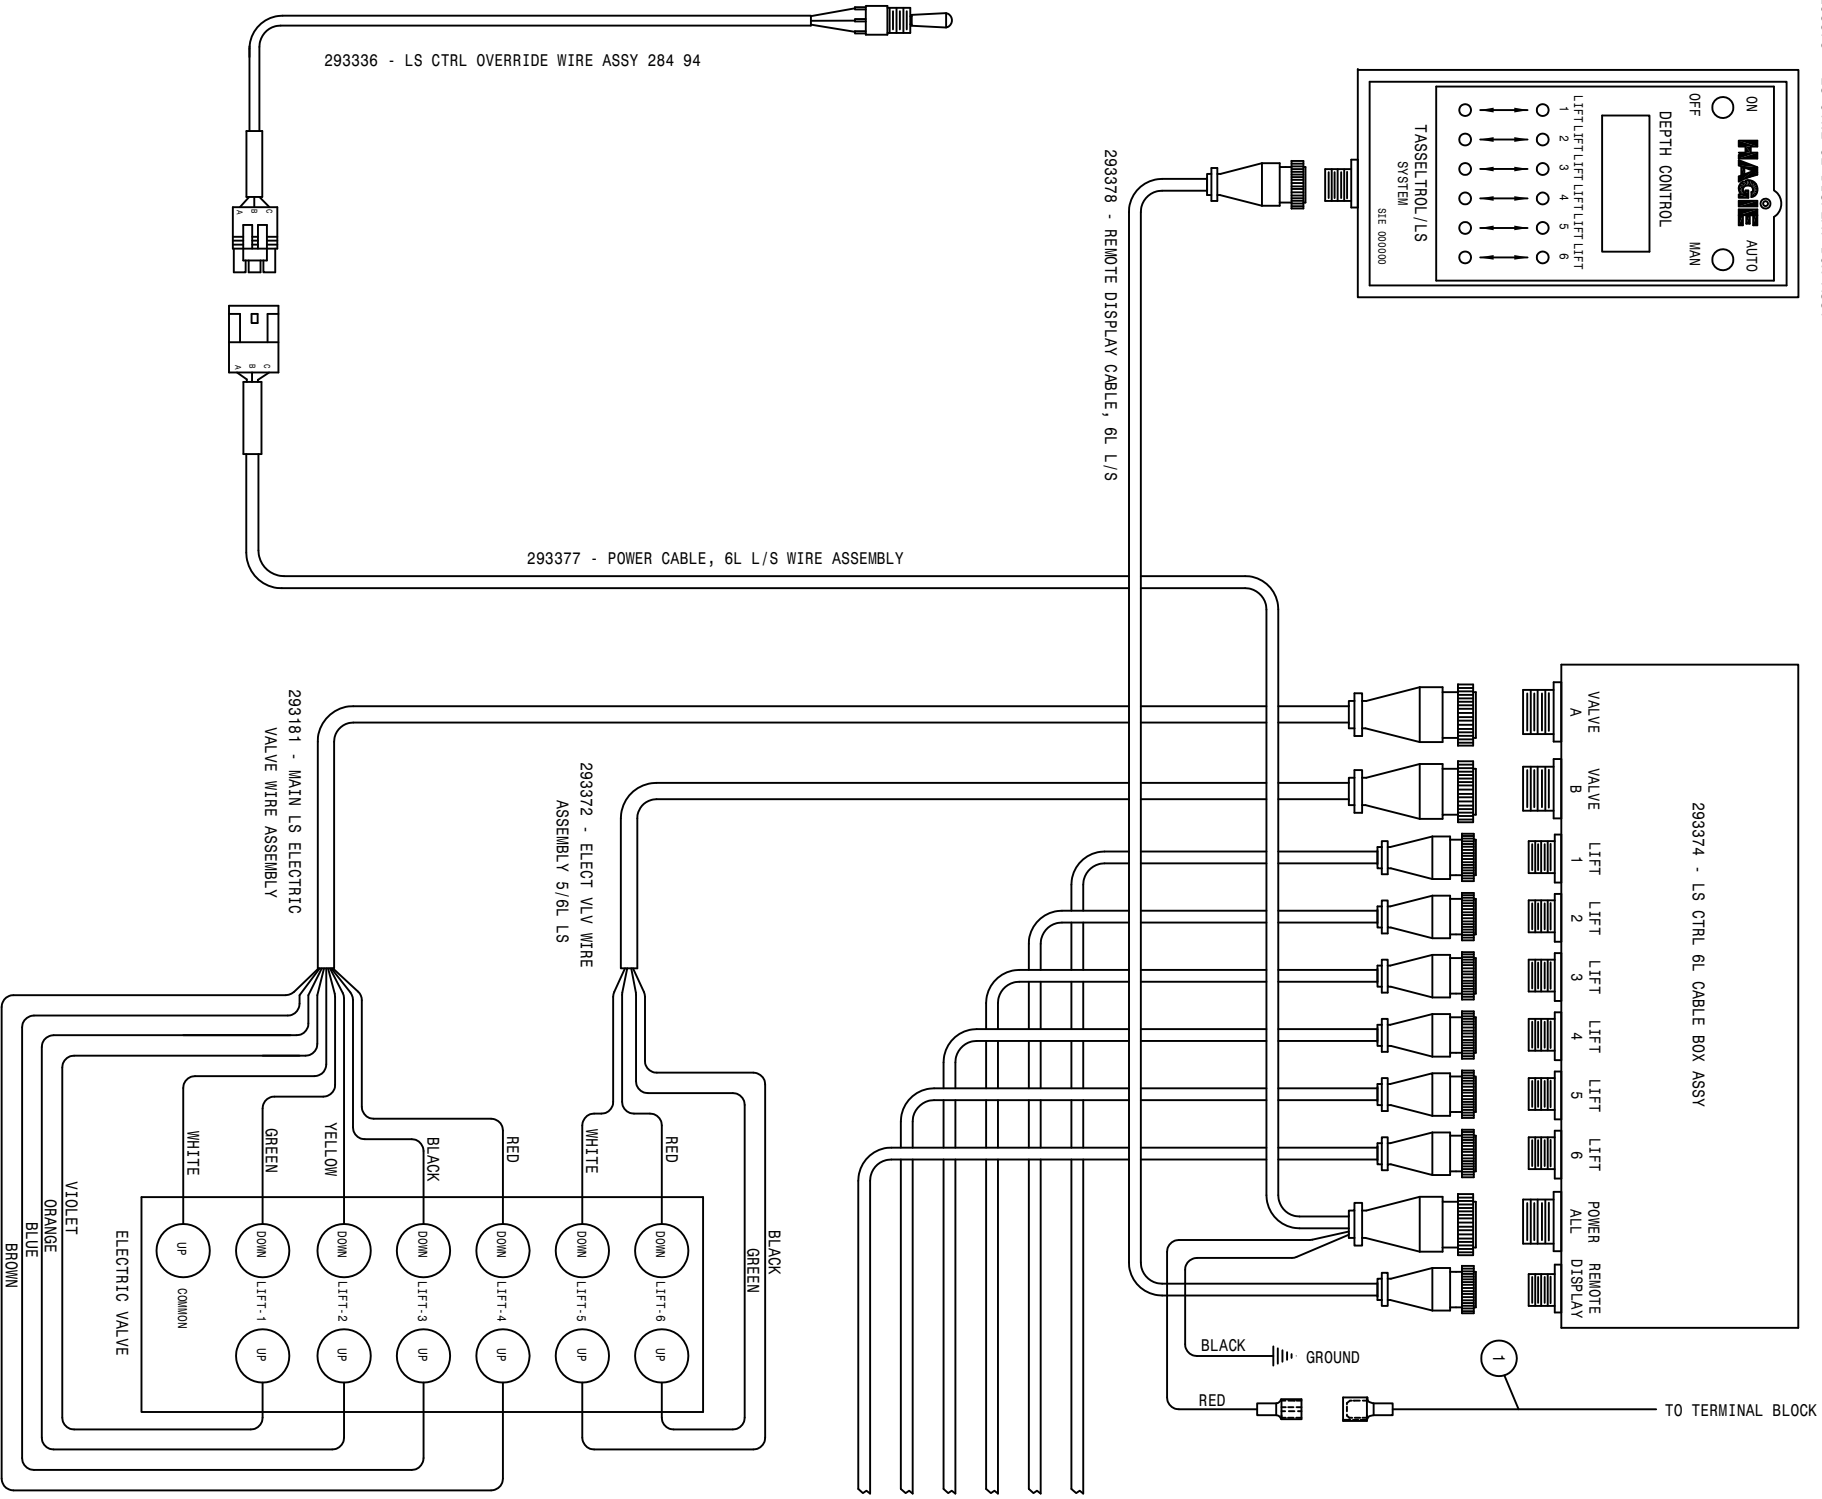 293336 - LS CTRL OVERRIDE WIRE ASSY 284 94
A B C
A B C
293377 - POWER CABLE, 6L L/S WIRE ASSEMBLY
293378 - REMOTE DISPLAY CABLE, 6L L/S
HAGIE
ON
OFF
AUTO
MAN
DEPTH CONTROL
LIFT LIFT LIFT LIFT LIFT LIFT
1 2 3 4 5 6
TASSELTROL/LS
SYSTEM
SIE 000000
293374 - LS CTRL 6L CABLE BOX ASSY
VALVE
A
VALVE
B
LIFT
1
LIFT
2
LIFT
3
LIFT
4
LIFT
5
LIFT
6
POWER
ALL
REMOTE
DISPLAY
293181 - MAIN LS ELECTRIC
VALVE WIRE ASSEMBLY
293372 - ELECT VLV WIRE
ASSEMBLY 5/6L LS
WHITE
GREEN
YELLOW
BLACK
RED
WHITE
RED
BLACK
GREEN
VIOLET
ORANGE
BLUE
BROWN
ELECTRIC VALVE
UP
COMMON
DOWN
LIFT-1
UP
DOWN
LIFT-2
UP
DOWN
LIFT-3
UP
DOWN
LIFT-4
UP
DOWN
LIFT-5
UP
DOWN
LIFT-6
UP
BLACK
GROUND
RED
1
TO TERMINAL BLOCK